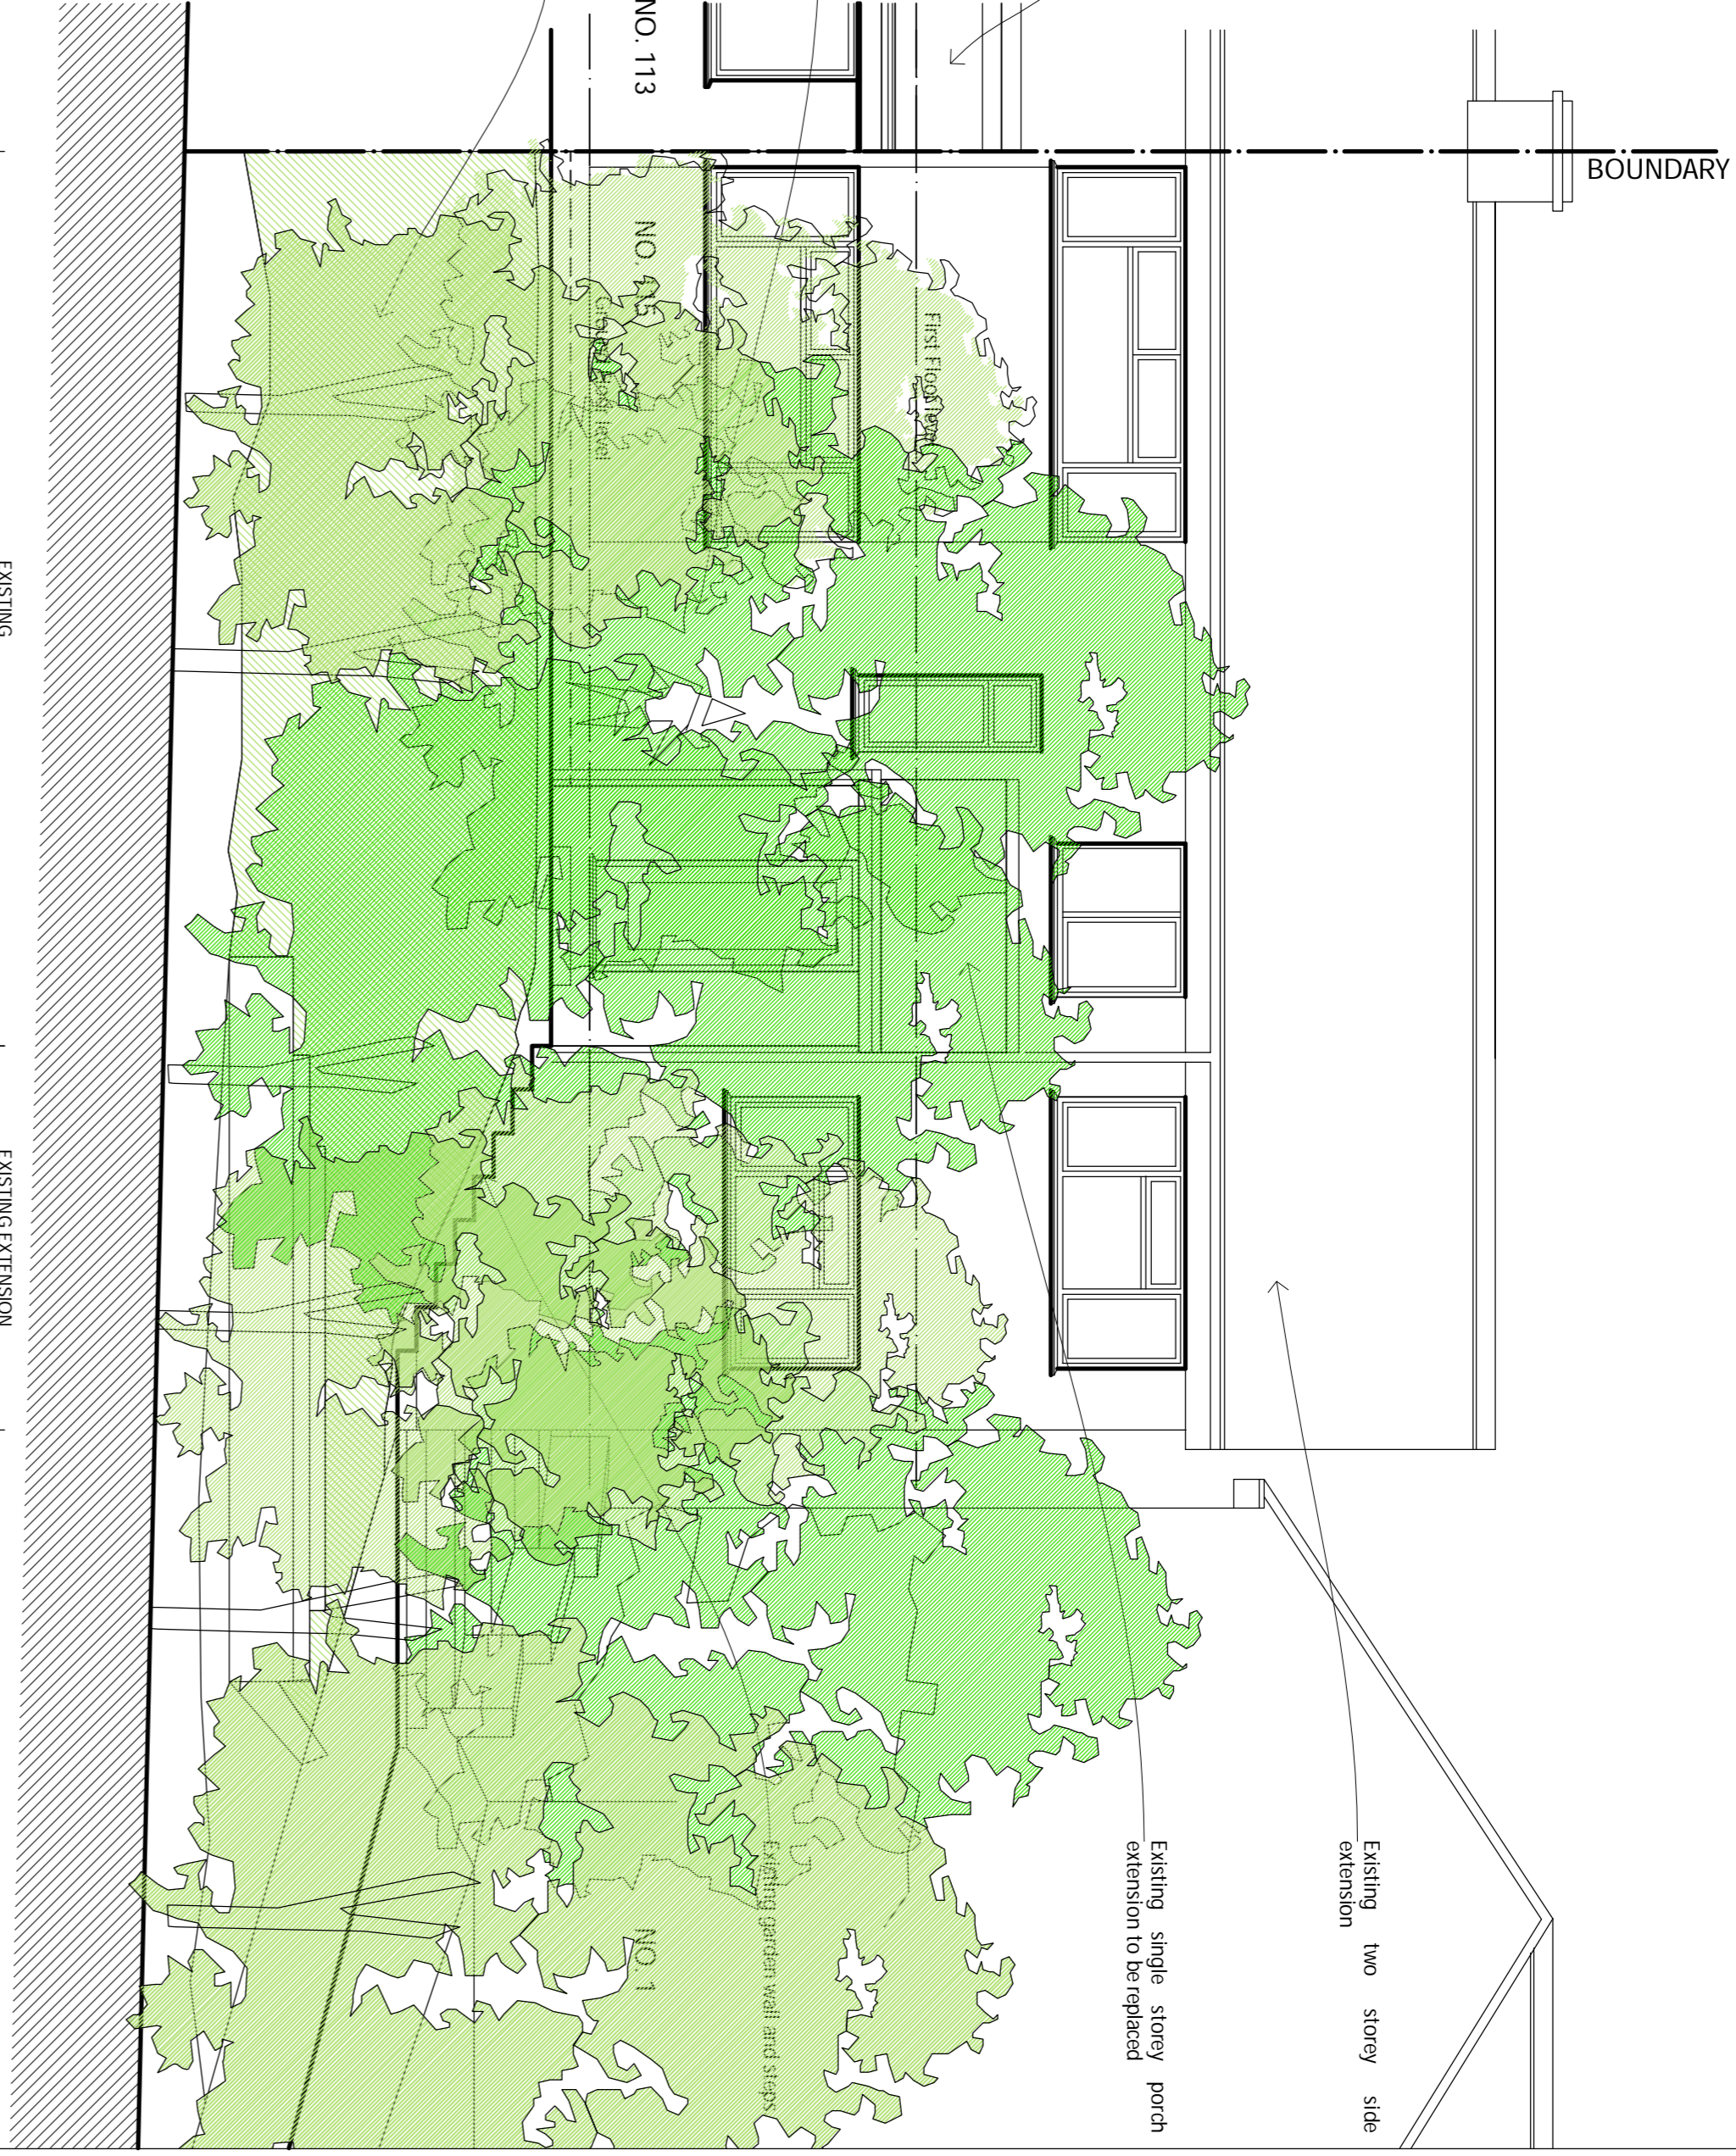 BOUNDARY
Existing two storey side
extension
Existing single storey porch
extension to be replaced
First Floor level
Existing garden wall and steps
NO. 113
NO. 115
NO.1
EXISTING
EXISTING EXTENSION